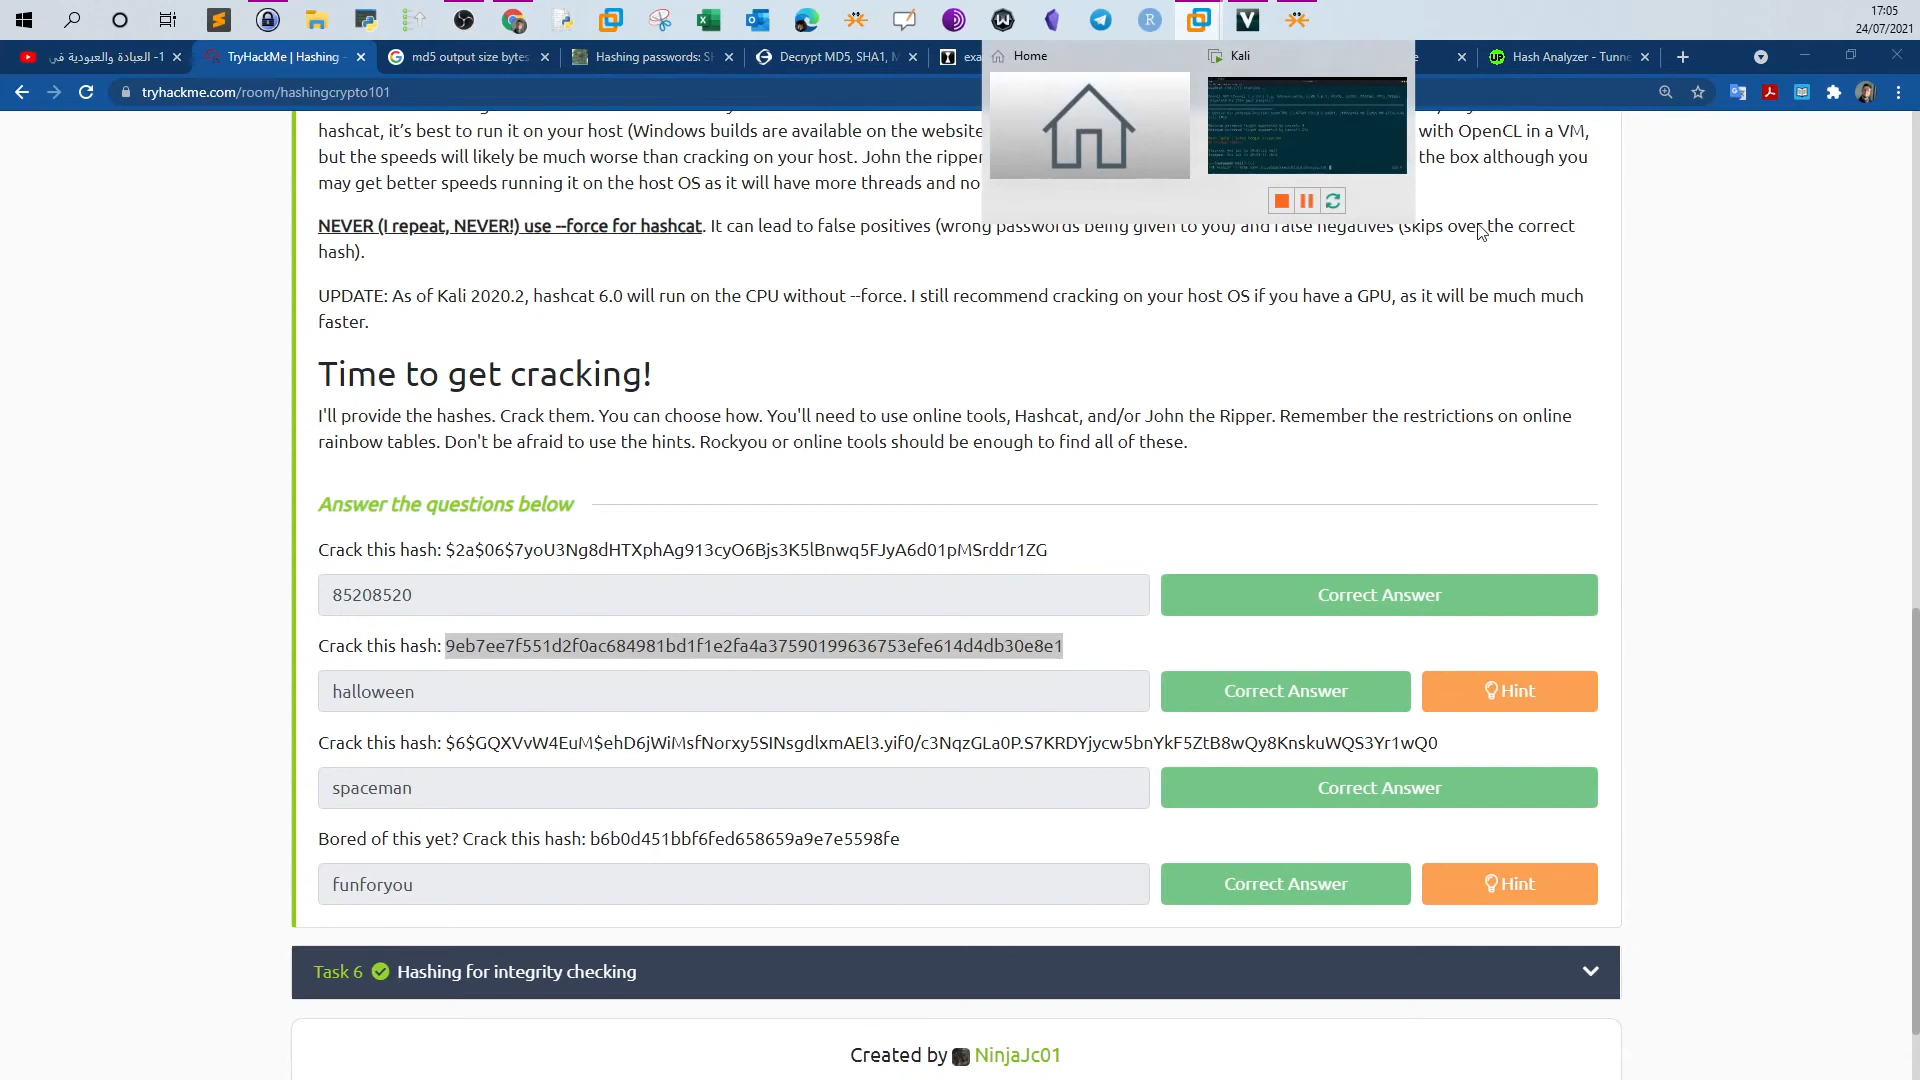 17:05
24/07/2021
1- العبادة والعبودية في
TryHackMe | Hashing -
md5 output size bytes
Hashing passwords: S
Decrypt MD5, SHA1, M
exa
Home
Kali
e
Hash Analyzer - Tunne
tryhackme.com/room/hashingcrypto101
hashcat, it's best to run it on your host (Windows builds are available on the website
with OpenCL in a VM,
but the speeds will likely be much worse than cracking on your host. John the ripper
the box although you
may get better speeds running it on the host OS as it will have more threads and no
NEVER (I repeat, NEVER!) use --force for hashcat. It can lead to false positives (wrong passwords being given to you) and false negatives (skips over the correct
hash).
UPDATE: As of Kali 2020.2, hashcat 6.0 will run on the CPU without --force. I still recommend cracking on your host OS if you have a GPU, as it will be much much
faster.
Time to get cracking!
I'll provide the hashes. Crack them. You can choose how. You'll need to use online tools, Hashcat, and/or John the Ripper. Remember the restrictions on online
rainbow tables. Don't be afraid to use the hints. Rockyou or online tools should be enough to find all of these.
Answer the questions below
Crack this hash: $2a$06$7yoU3Ng8dHTXphAg913cyO6Bjs3K5lBnwq5FJyA6d01pMSrddr1ZG
85208520
Correct Answer
Crack this hash: 9eb7ee7f551d2f0ac684981bd1f1e2fa4a37590199636753efe614d4db30e8e1
halloween
Correct Answer
Hint
Crack this hash: $6$GQXVvW4EuM$ehD6jWiMsfNorxy5SINsgdlxmAEl3.yif0/c3NqzGLa0P.S7KRDYjycw5bnYkF5ZtB8wQy8KnskuWQS3Yr1wQ0
spaceman
Correct Answer
Bored of this yet? Crack this hash: b6b0d451bbf6fed658659a9e7e5598fe
funforyou
Correct Answer
Hint
Task 6 Hashing for integrity checking
Created by NinjaJc01